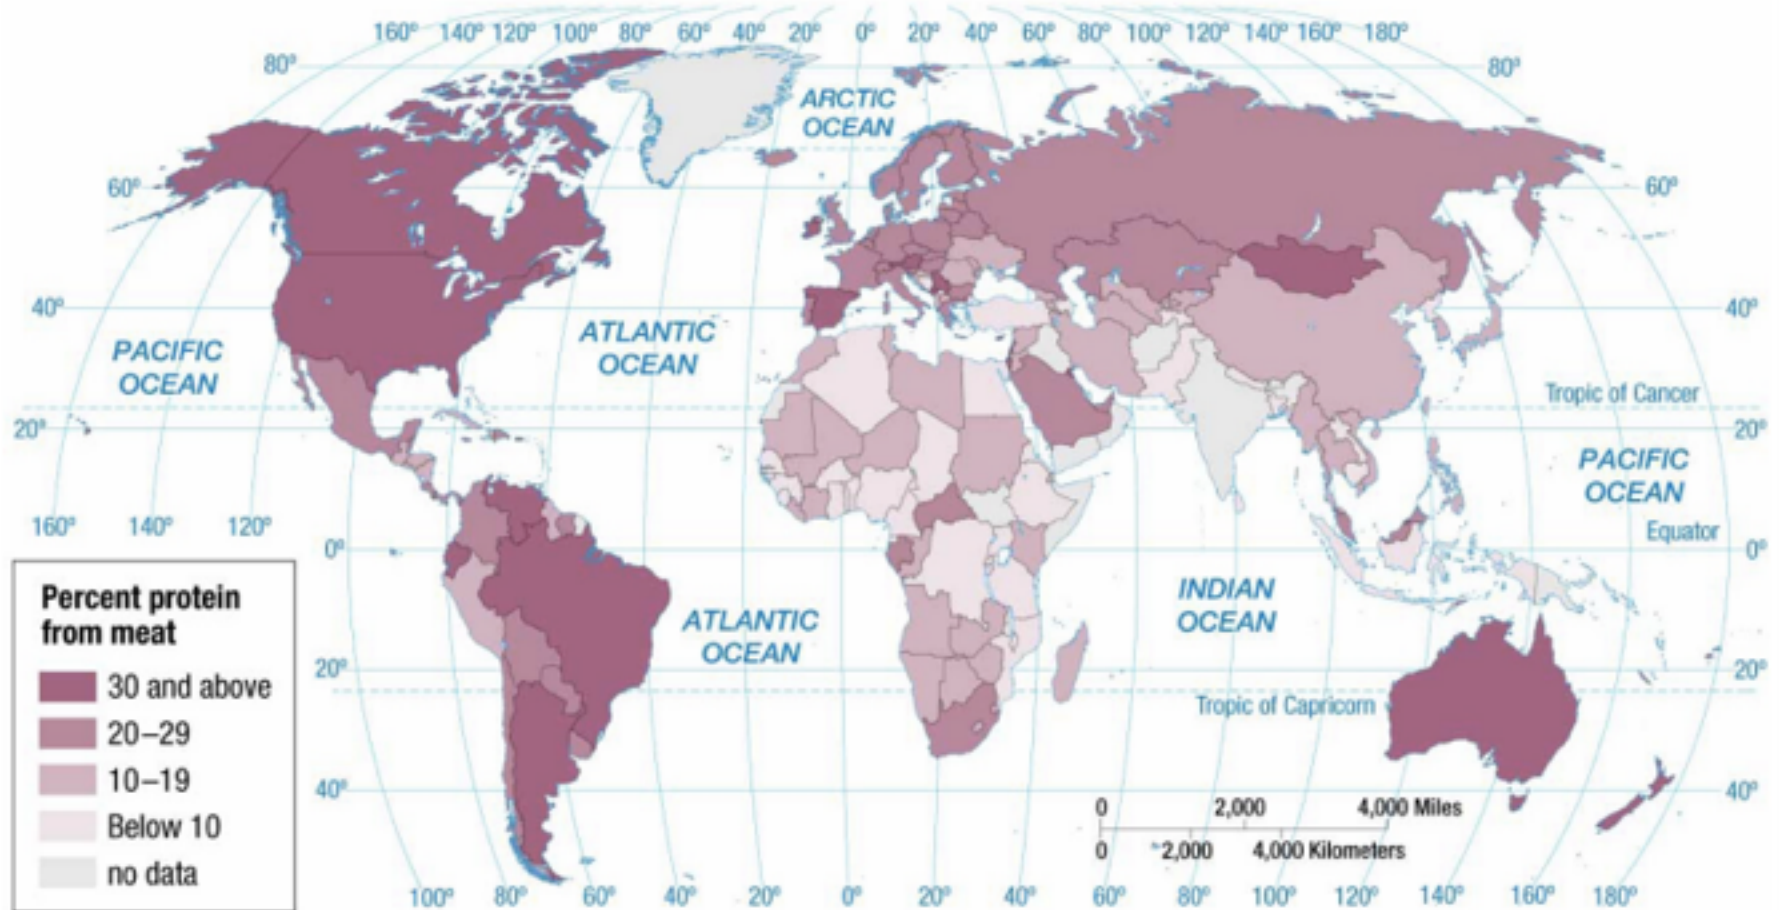 160° 140° 120° 100° 80° 60° 40° 20° 0° 20° 40° 60° 80° 100° 120° 140° 160° 180°
80° 80°
ARCTIC
OCEAN
60° 60°
40° 40°
PACIFIC
OCEAN
ATLANTIC
OCEAN
Tropic of Cancer
20° 20°
PACIFIC
OCEAN
160° 140° 120°
Equator
0° 0°
INDIAN
OCEAN
ATLANTIC
OCEAN
20° 20°
Tropic of Capricorn
40° 40°
Percent protein
from meat
30 and above
20–29
10–19
Below 10
no data
0 2,000 4,000 Miles
0 2,000 4,000 Kilometers
100° 80° 60° 40° 20° 0° 20° 40° 60° 80° 100° 120° 140° 160° 180°